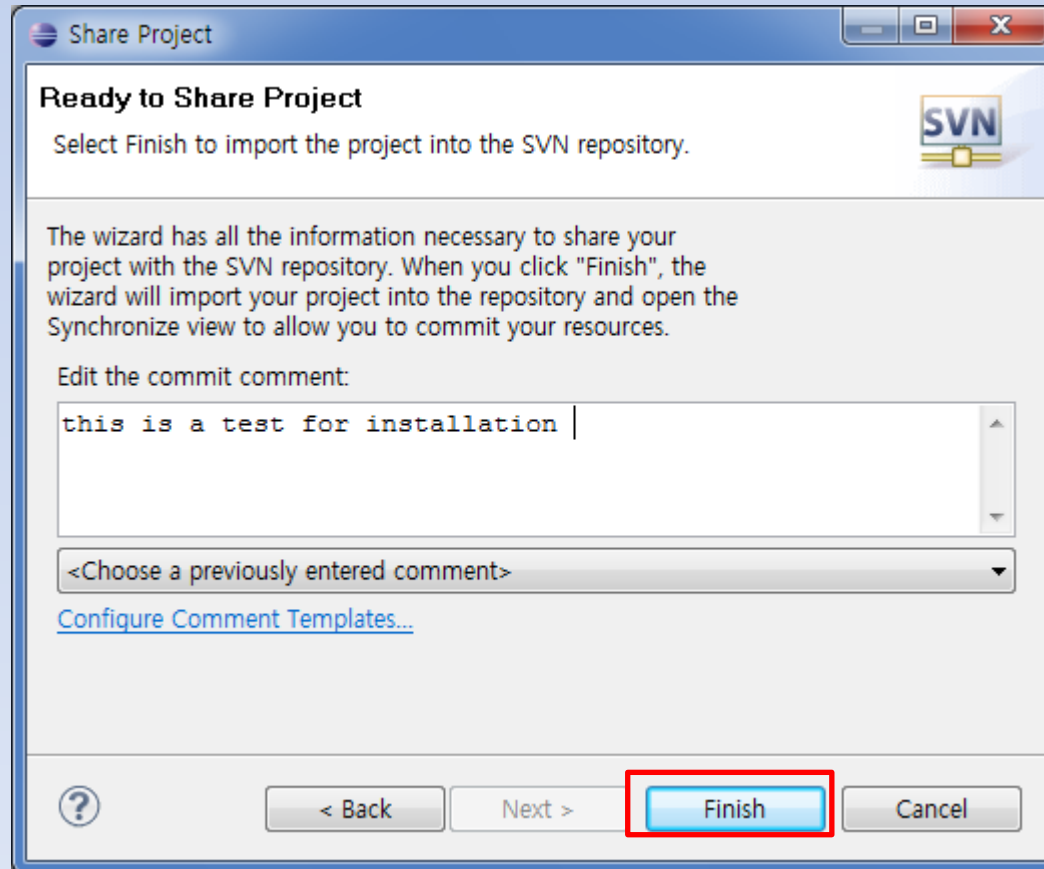 Share Project
Ready to Share Project
Select Finish to import the project into the SVN repository.
SVN
The wizard has all the information necessary to share your
project with the SVN repository. When you click "Finish", the
wizard will import your project into the repository and open the
Synchronize view to allow you to commit your resources.
Edit the commit comment:
this is a test for installation
<Choose a previously entered comment>
Configure Comment Templates...
? < Back Next > Finish Cancel